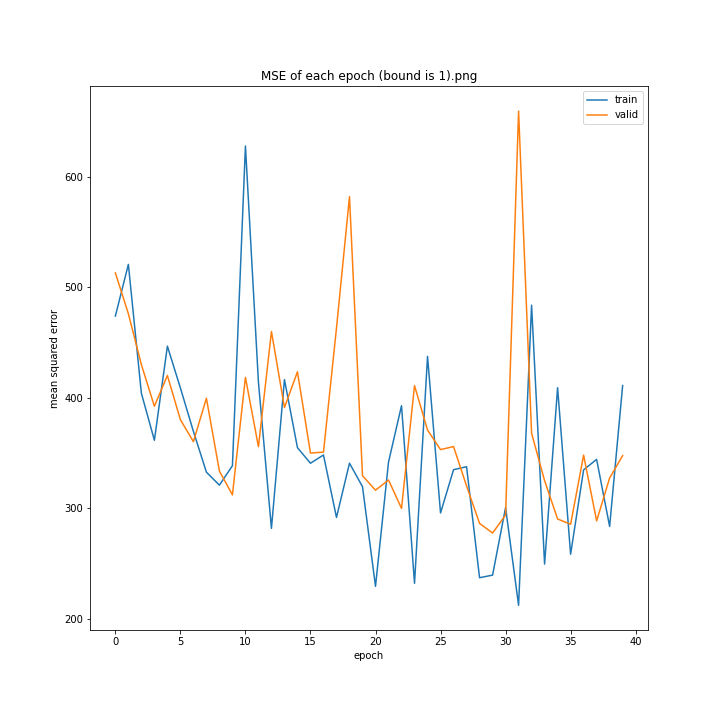 MSE of each epoch (bound is 1).png
train
valid
mean squared error
600
500
400
300
200
0 5 10 15 20 25 30 35 40
epoch